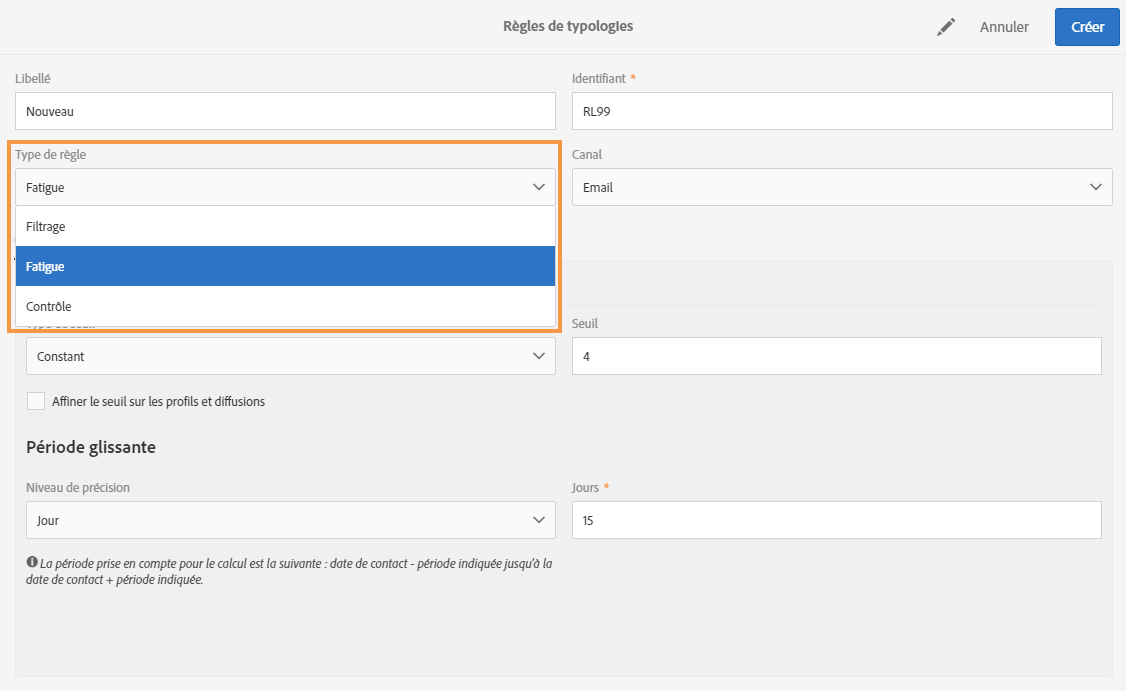 Règles de typologies
Annuler
Créer
Libellé
Identifiant *
Nouveau
RL99
Type de règle
Canal
Fatigue
Email
Filtrage
Fatigue
Contrôle
Seuil
Constant
4
Affiner le seuil sur les profils et diffusions
Période glissante
Niveau de précision
Jours *
Jour
15
La période prise en compte pour le calcul est la suivante : date de contact - période indiquée jusqu'à la
date de contact + période indiquée.